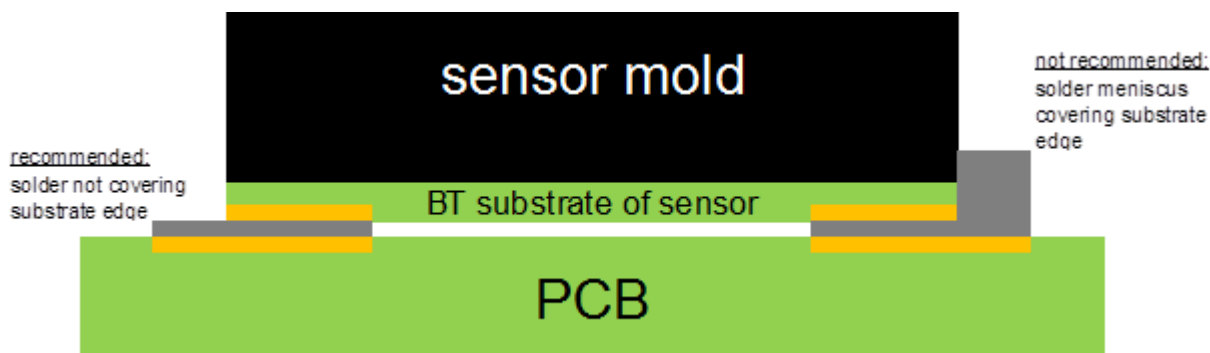 sensor mold
not recommended:
solder meniscus
covering substrate
edge
recommended:
solder not covering
substrate edge
BT substrate of sensor
PCB